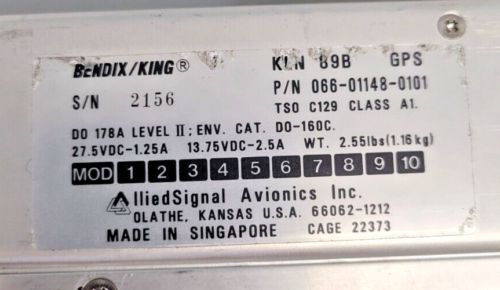 BENDIX/KING® KLN 89B GPS
S/N 2156 P/N 066-01148-0101
TSO C129 CLASS A1.
DO 178A LEVEL II; ENV. CAT. DO-160C.
27.5VDC-1.25A 13.75VDC-2.5A WT. 2.55lbs(1.16kg)
MOD 1 2 3 4 5 6 7 8 9 10
AlliedSignal Avionics Inc.
OLATHE, KANSAS U.S.A. 66062-1212
MADE IN SINGAPORE CAGE 22373